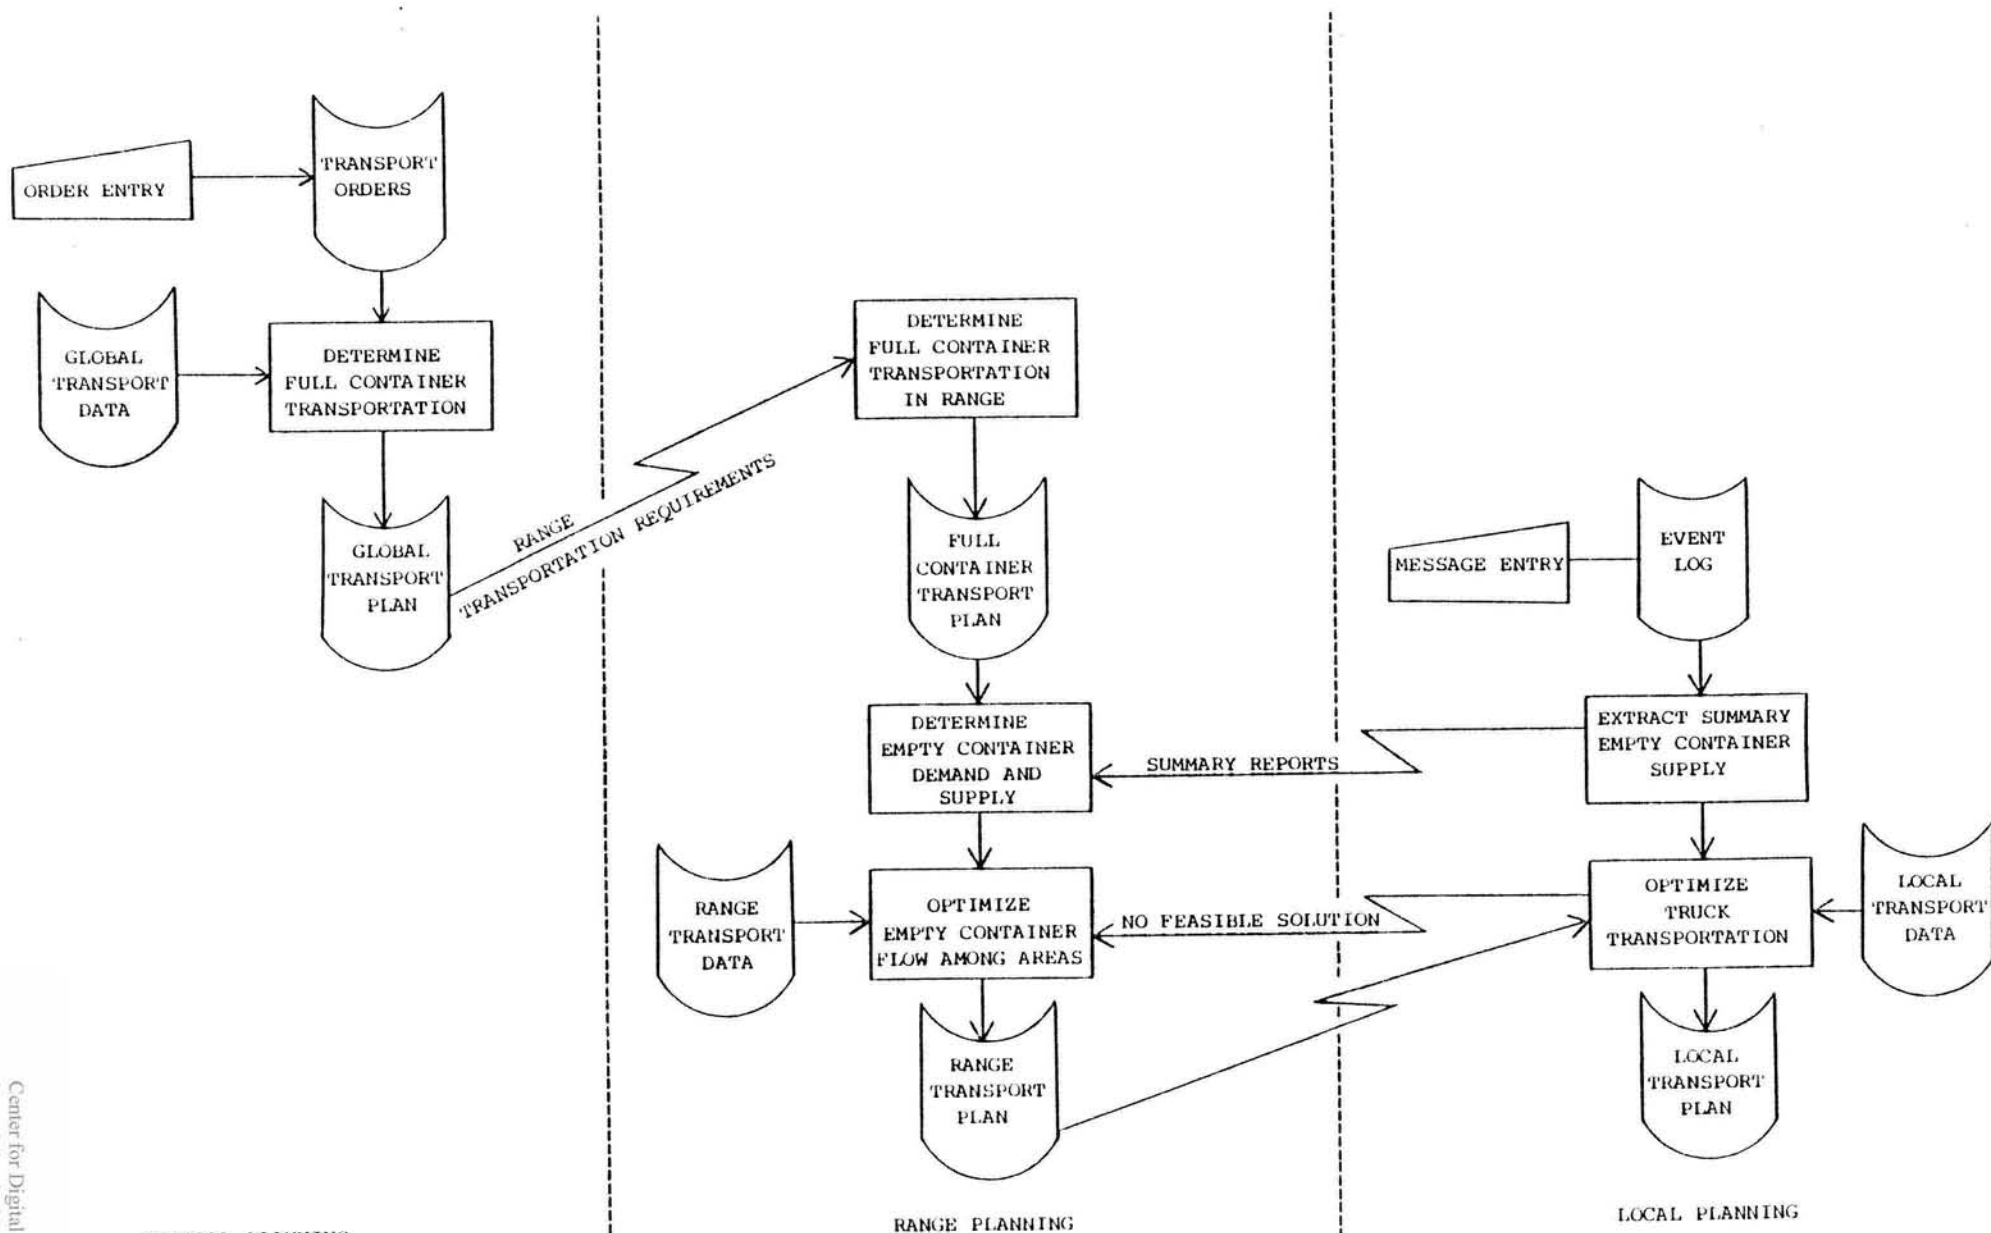 ORDER ENTRY
TRANSPORT
ORDERS
GLOBAL
TRANSPORT
DATA
DETERMINE
FULL CONTAINER
TRANSPORTATION
GLOBAL
TRANSPORT
PLAN
RANGE
TRANSPORTATION REQUIREMENTS
DETERMINE
FULL CONTAINER
TRANSPORTATION
IN RANGE
FULL
CONTAINER
TRANSPORT
PLAN
DETERMINE
EMPTY CONTAINER
DEMAND AND
SUPPLY
SUMMARY REPORTS
RANGE
TRANSPORT
DATA
OPTIMIZE
EMPTY CONTAINER
FLOW AMONG AREAS
NO FEASIBLE SOLUTION
RANGE
TRANSPORT
PLAN
RANGE PLANNING
MESSAGE ENTRY
EVENT
LOG
EXTRACT SUMMARY
EMPTY CONTAINER
SUPPLY
OPTIMIZE
TRUCK
TRANSPORTATION
LOCAL
TRANSPORT
DATA
LOCAL
TRANSPORT
PLAN
LOCAL PLANNING
Center for Digital